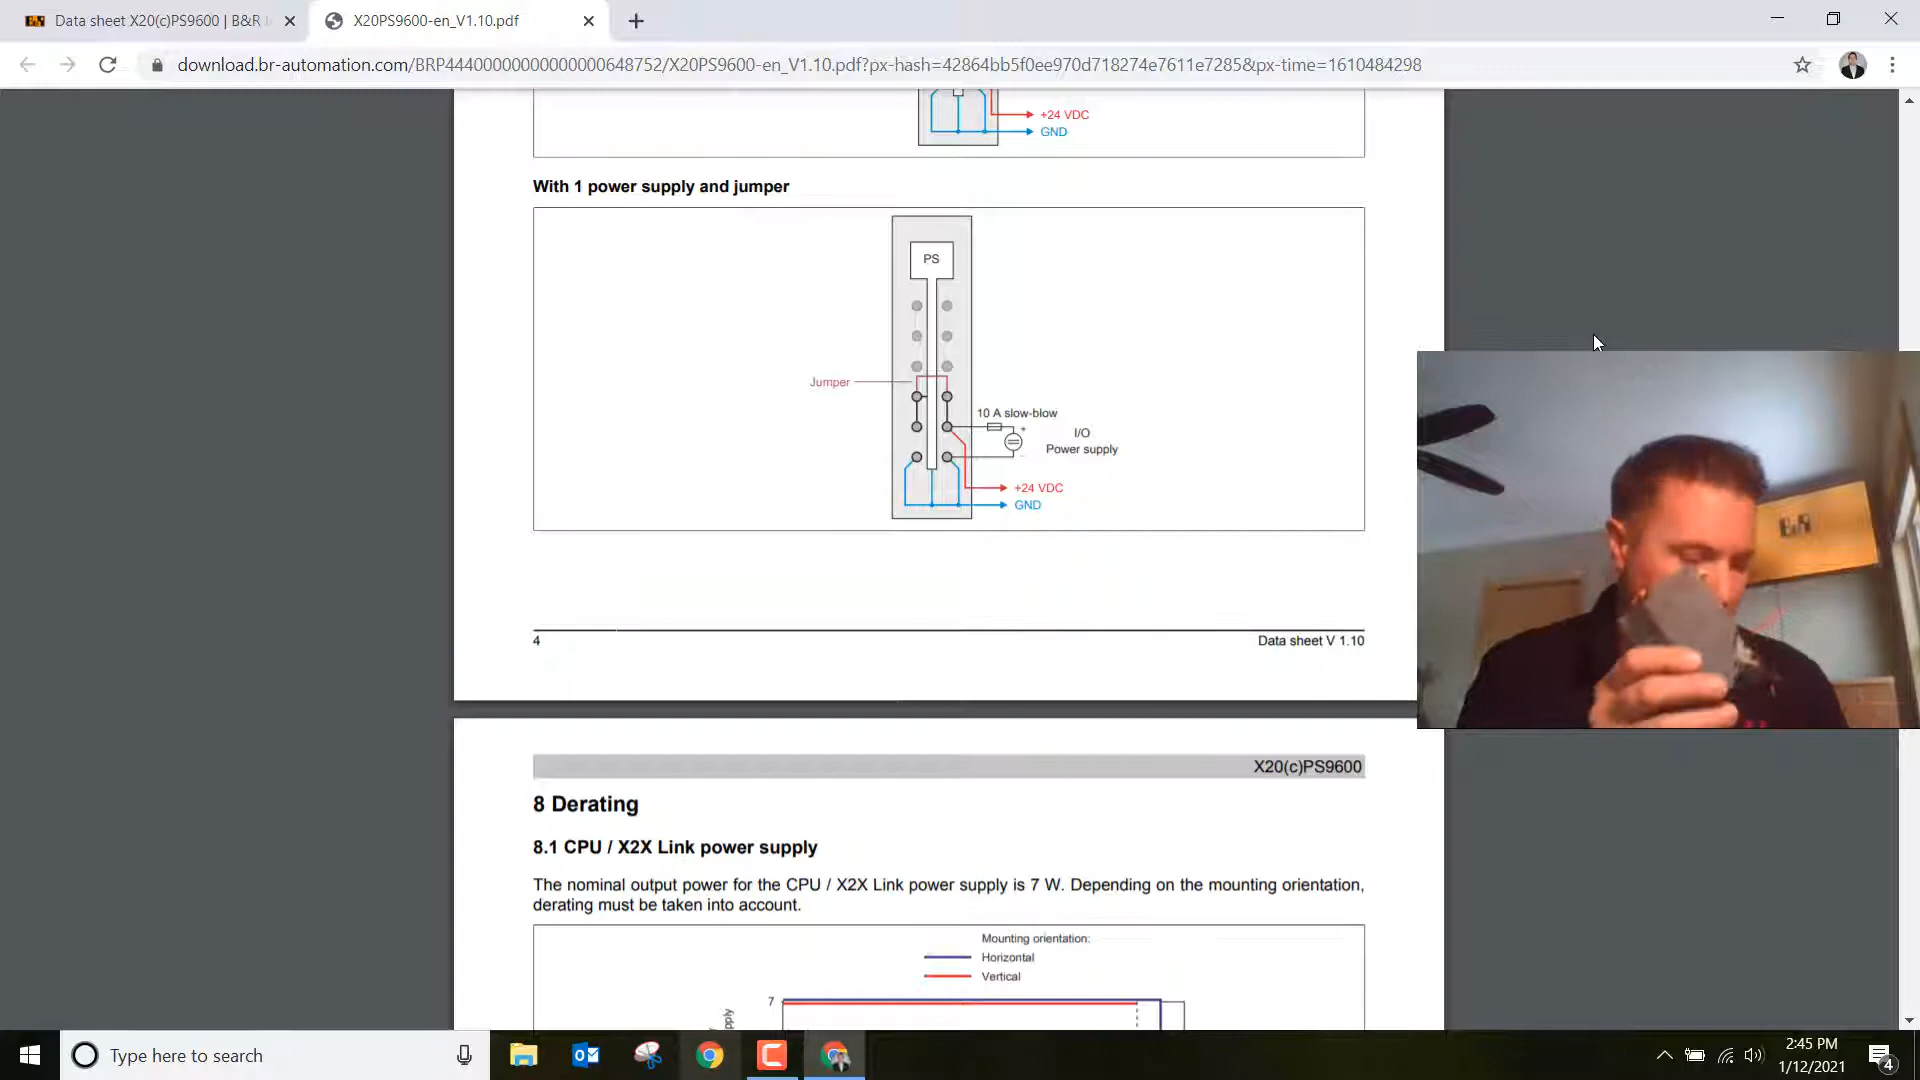 Data sheet X20(c)PS9600 | B&R
X20PS9600-en_V1.10.pdf
download.br-automation.com/BRP44400000000000000648752/X20PS9600-en_V1.10.pdf?px-hash=42864bb5f0ee970d718274e7611e7285&px-time=1610484298
+24 VDC
GND
With 1 power supply and jumper
PS
Jumper
10 A slow-blow
+
I/O
Power supply
-
+24 VDC
GND
4
Data sheet V 1.10
X20(c)PS9600
8 Derating
8.1 CPU / X2X Link power supply
The nominal output power for the CPU / X2X Link power supply is 7 W. Depending on the mounting orientation,
derating must be taken into account.
Mounting orientation:
Horizontal
Vertical
7
Type here to search
2:45 PM
1/12/2021
4